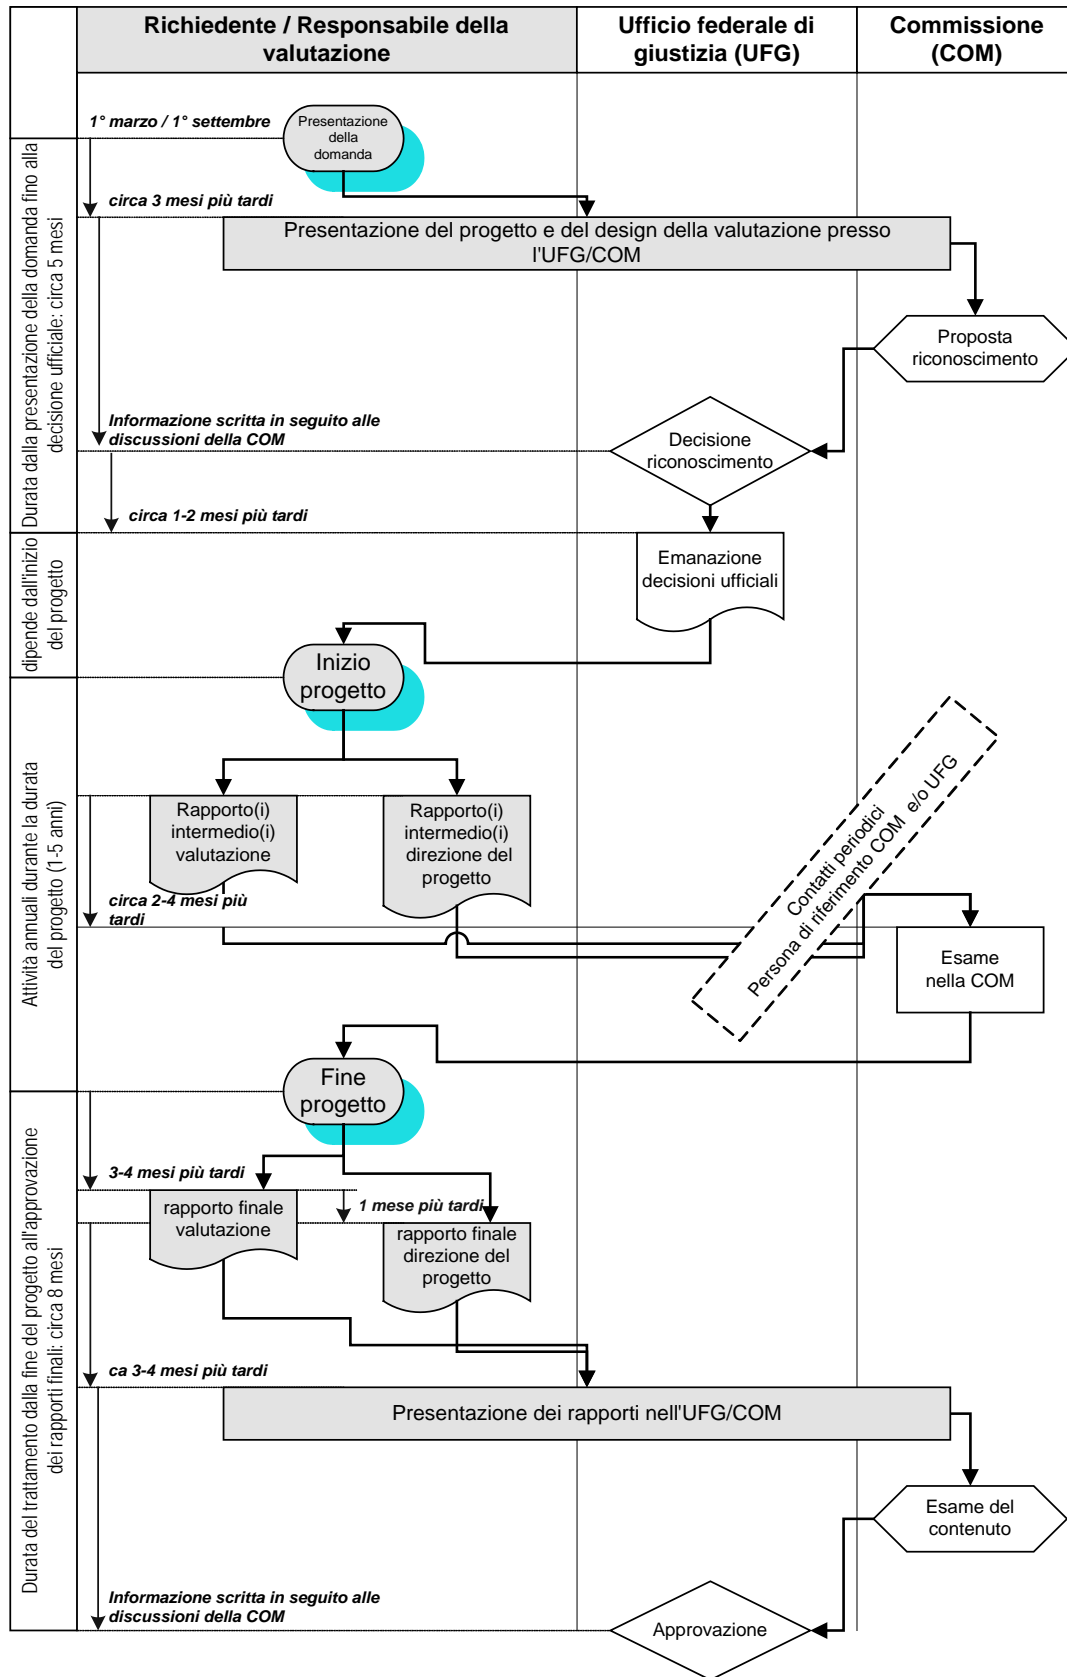 Richiedente / Responsabile della
valutazione
Ufficio federale di
giustizia (UFG)
Commissione
(COM)
1° marzo / 1° settembre
Presentazione
della
domanda
Durata dalla presentazione della domanda fino alla
decisione ufficiale: circa 5 mesi
circa 3 mesi più tardi
Presentazione del progetto e del design della valutazione presso
l'UFG/COM
Proposta
riconoscimento
Informazione scritta in seguito alle
discussioni della COM
Decisione
riconoscimento
circa 1-2 mesi più tardi
dipende dall'inizio
del progetto
Emanazione
decisioni ufficiali
Inizio
progetto
Attività annuali durante la durata
del progetto (1-5 anni)
Rapporto(i)
intermedio(i)
valutazione
Rapporto(i)
intermedio(i)
direzione del
progetto
Contatti periodici
Persona di riferimento COM  e/o UFG
circa 2-4 mesi più
tardi
Esame
nella COM
Fine
progetto
Durata del trattamento dalla fine del progetto all'approvazione
dei rapporti finali: circa 8 mesi
3-4 mesi più tardi
rapporto finale
valutazione
1 mese più tardi
rapporto finale
direzione del
progetto
ca 3-4 mesi più tardi
Presentazione dei rapporti nell'UFG/COM
Esame del
contenuto
Informazione scritta in seguito alle
discussioni della COM
Approvazione